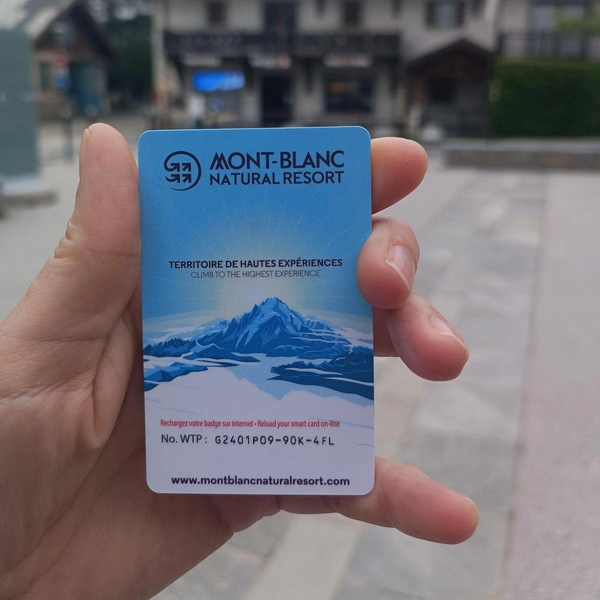 MONT-BLANC
NATURAL RESORT
TERRITOIRE DE HAUTES EXPÉRIENCES
CLIMB TO THE HIGHEST EXPERIENCE
Rechargez votre badge sur internet • Reload your smart card on-line
No. WTP : G2401P09-90K-4FL
www.montblancnaturalresort.com